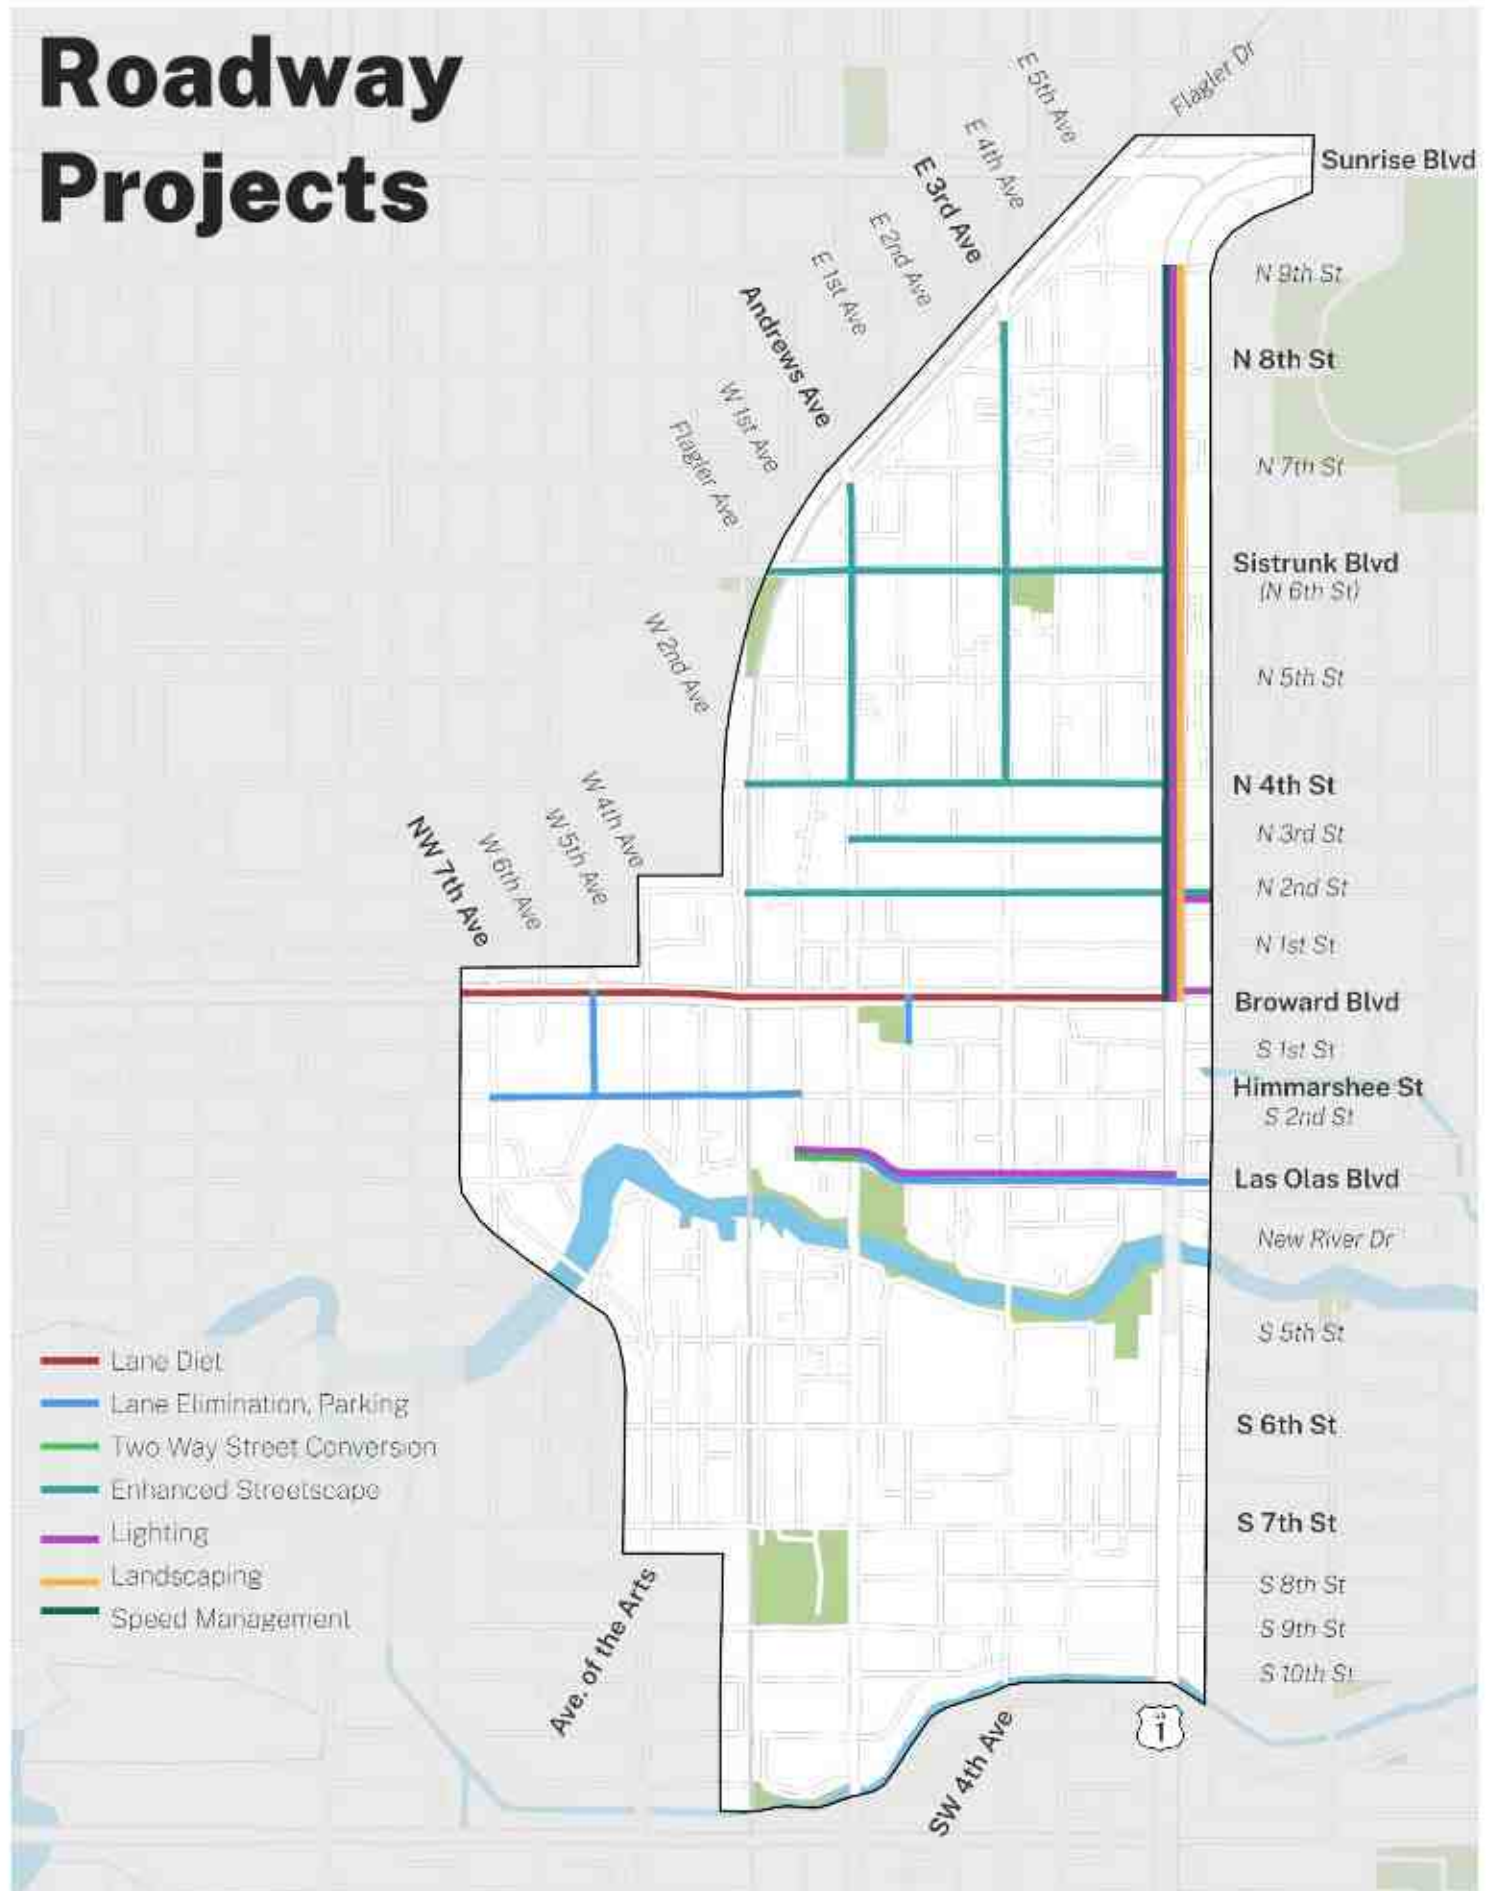 Roadway
Projects
Flagler Dr
E 5th Ave
E 4th Ave
E 3rd Ave
E 2nd Ave
E 1st Ave
Andrews Ave
W 1st Ave
Flagler Ave
W 2nd Ave
W 4th Ave
W 5th Ave
W 6th Ave
NW 7th Ave
Sunrise Blvd
N 9th St
N 8th St
N 7th St
Sistrunk Blvd
(N 6th St)
N 5th St
N 4th St
N 3rd St
N 2nd St
N 1st St
Broward Blvd
S 1st St
Himmarshee St
S 2nd St
Las Olas Blvd
New River Dr
S 5th St
S 6th St
S 7th St
S 8th St
S 9th St
S 10th St
Lane Diet
Lane Elimination, Parking
Two Way Street Conversion
Enhanced Streetscape
Lighting
Landscaping
Speed Management
Ave. of the Arts
SW 4th Ave
1